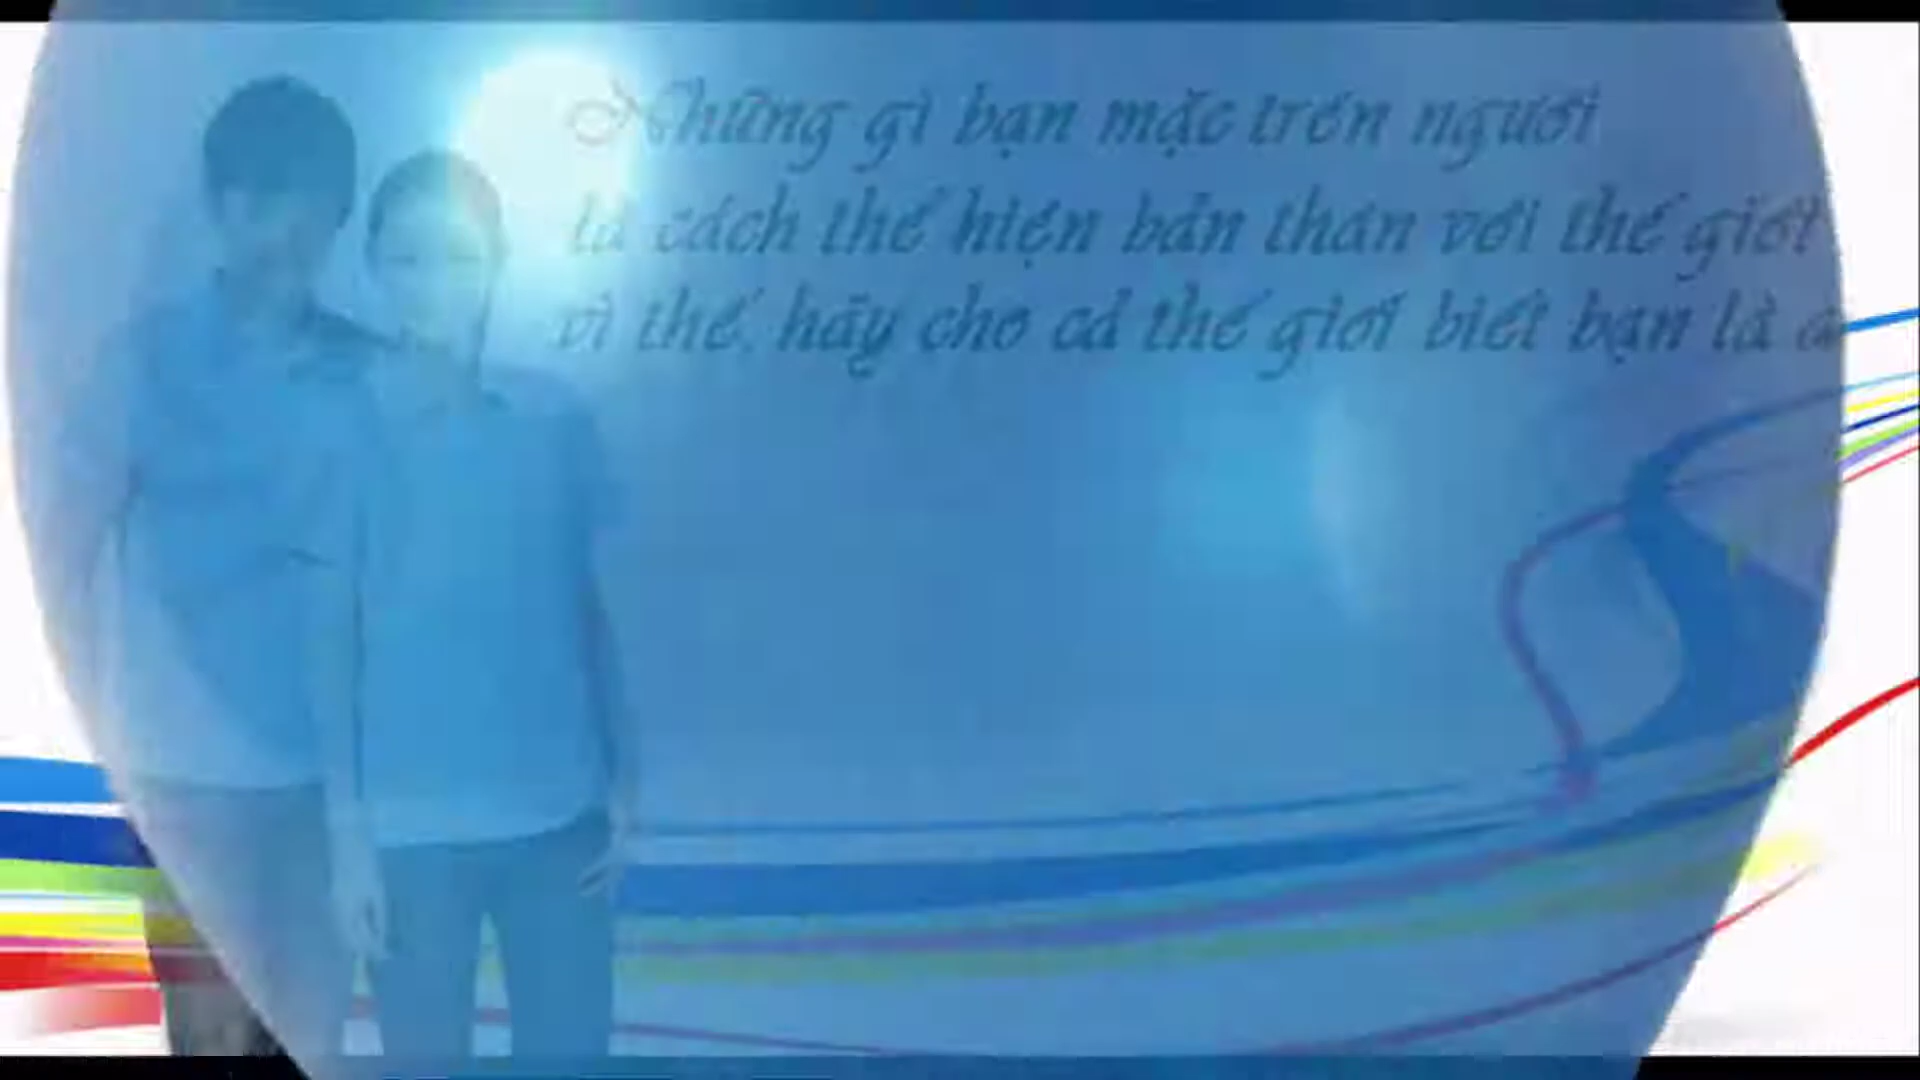 Những gì bạn mặc trên người
là cách thể hiện bản thân với thế giới
vì thế, hãy cho cả thế giới biết bạn là